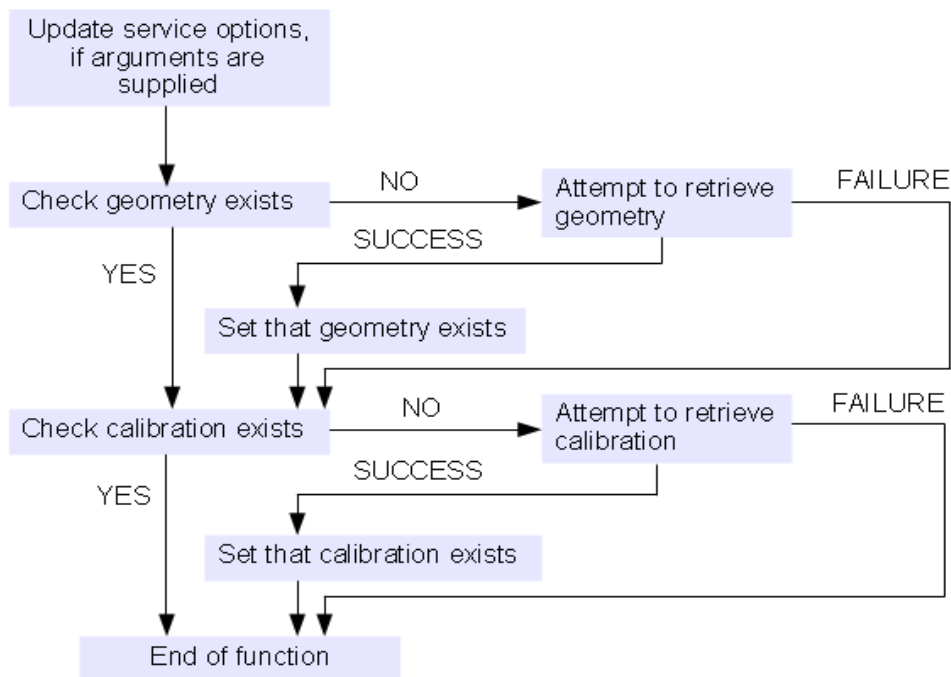 Update service options,
if arguments are
supplied
Check geometry exists
NO
Attempt to retrieve
geometry
FAILURE
SUCCESS
YES
Set that geometry exists
Check calibration exists
NO
Attempt to retrieve
calibration
FAILURE
SUCCESS
YES
Set that calibration exists
End of function